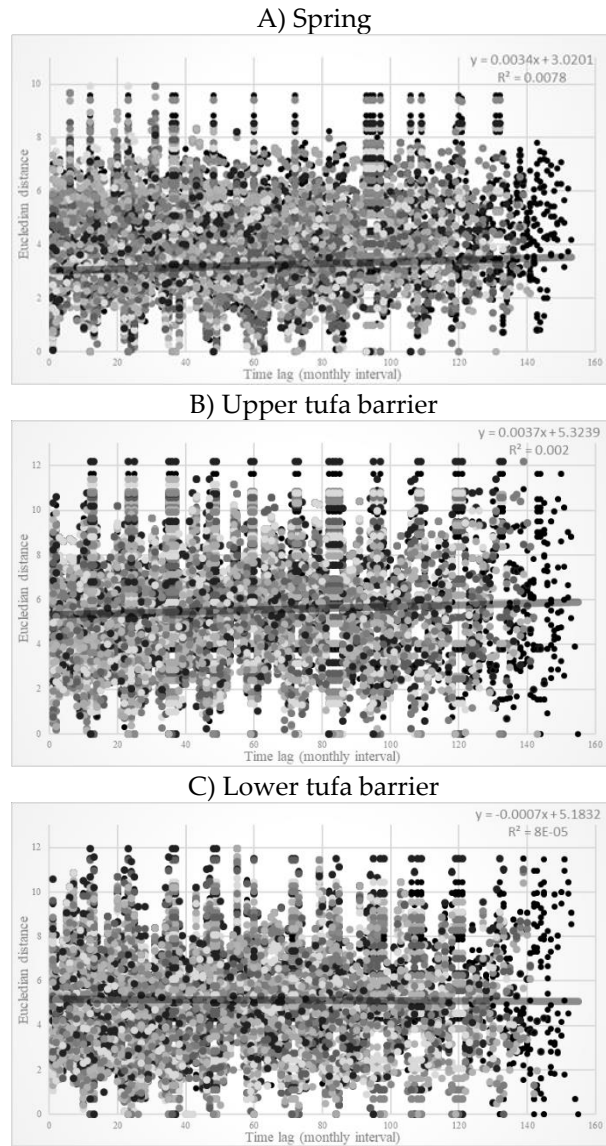 A) Spring
y = 0.0034x + 3.0201
R² = 0.0078
10
8
6
4
2
0
Eucledian distance
0 20 40 60 80 100 120 140 160
Time lag (monthly interval)
B) Upper tufa barrier
y = 0.0037x + 5.3239
R² = 0.002
12
10
8
6
4
2
0
Eucledian distance
0 20 40 60 80 100 120 140 160
Time lag (monthly interval)
C) Lower tufa barrier
y = -0.0007x + 5.1832
R² = 8E-05
12
10
8
6
4
2
0
Eucledian distance
0 20 40 60 80 100 120 140 160
Time lag (monthly interval)